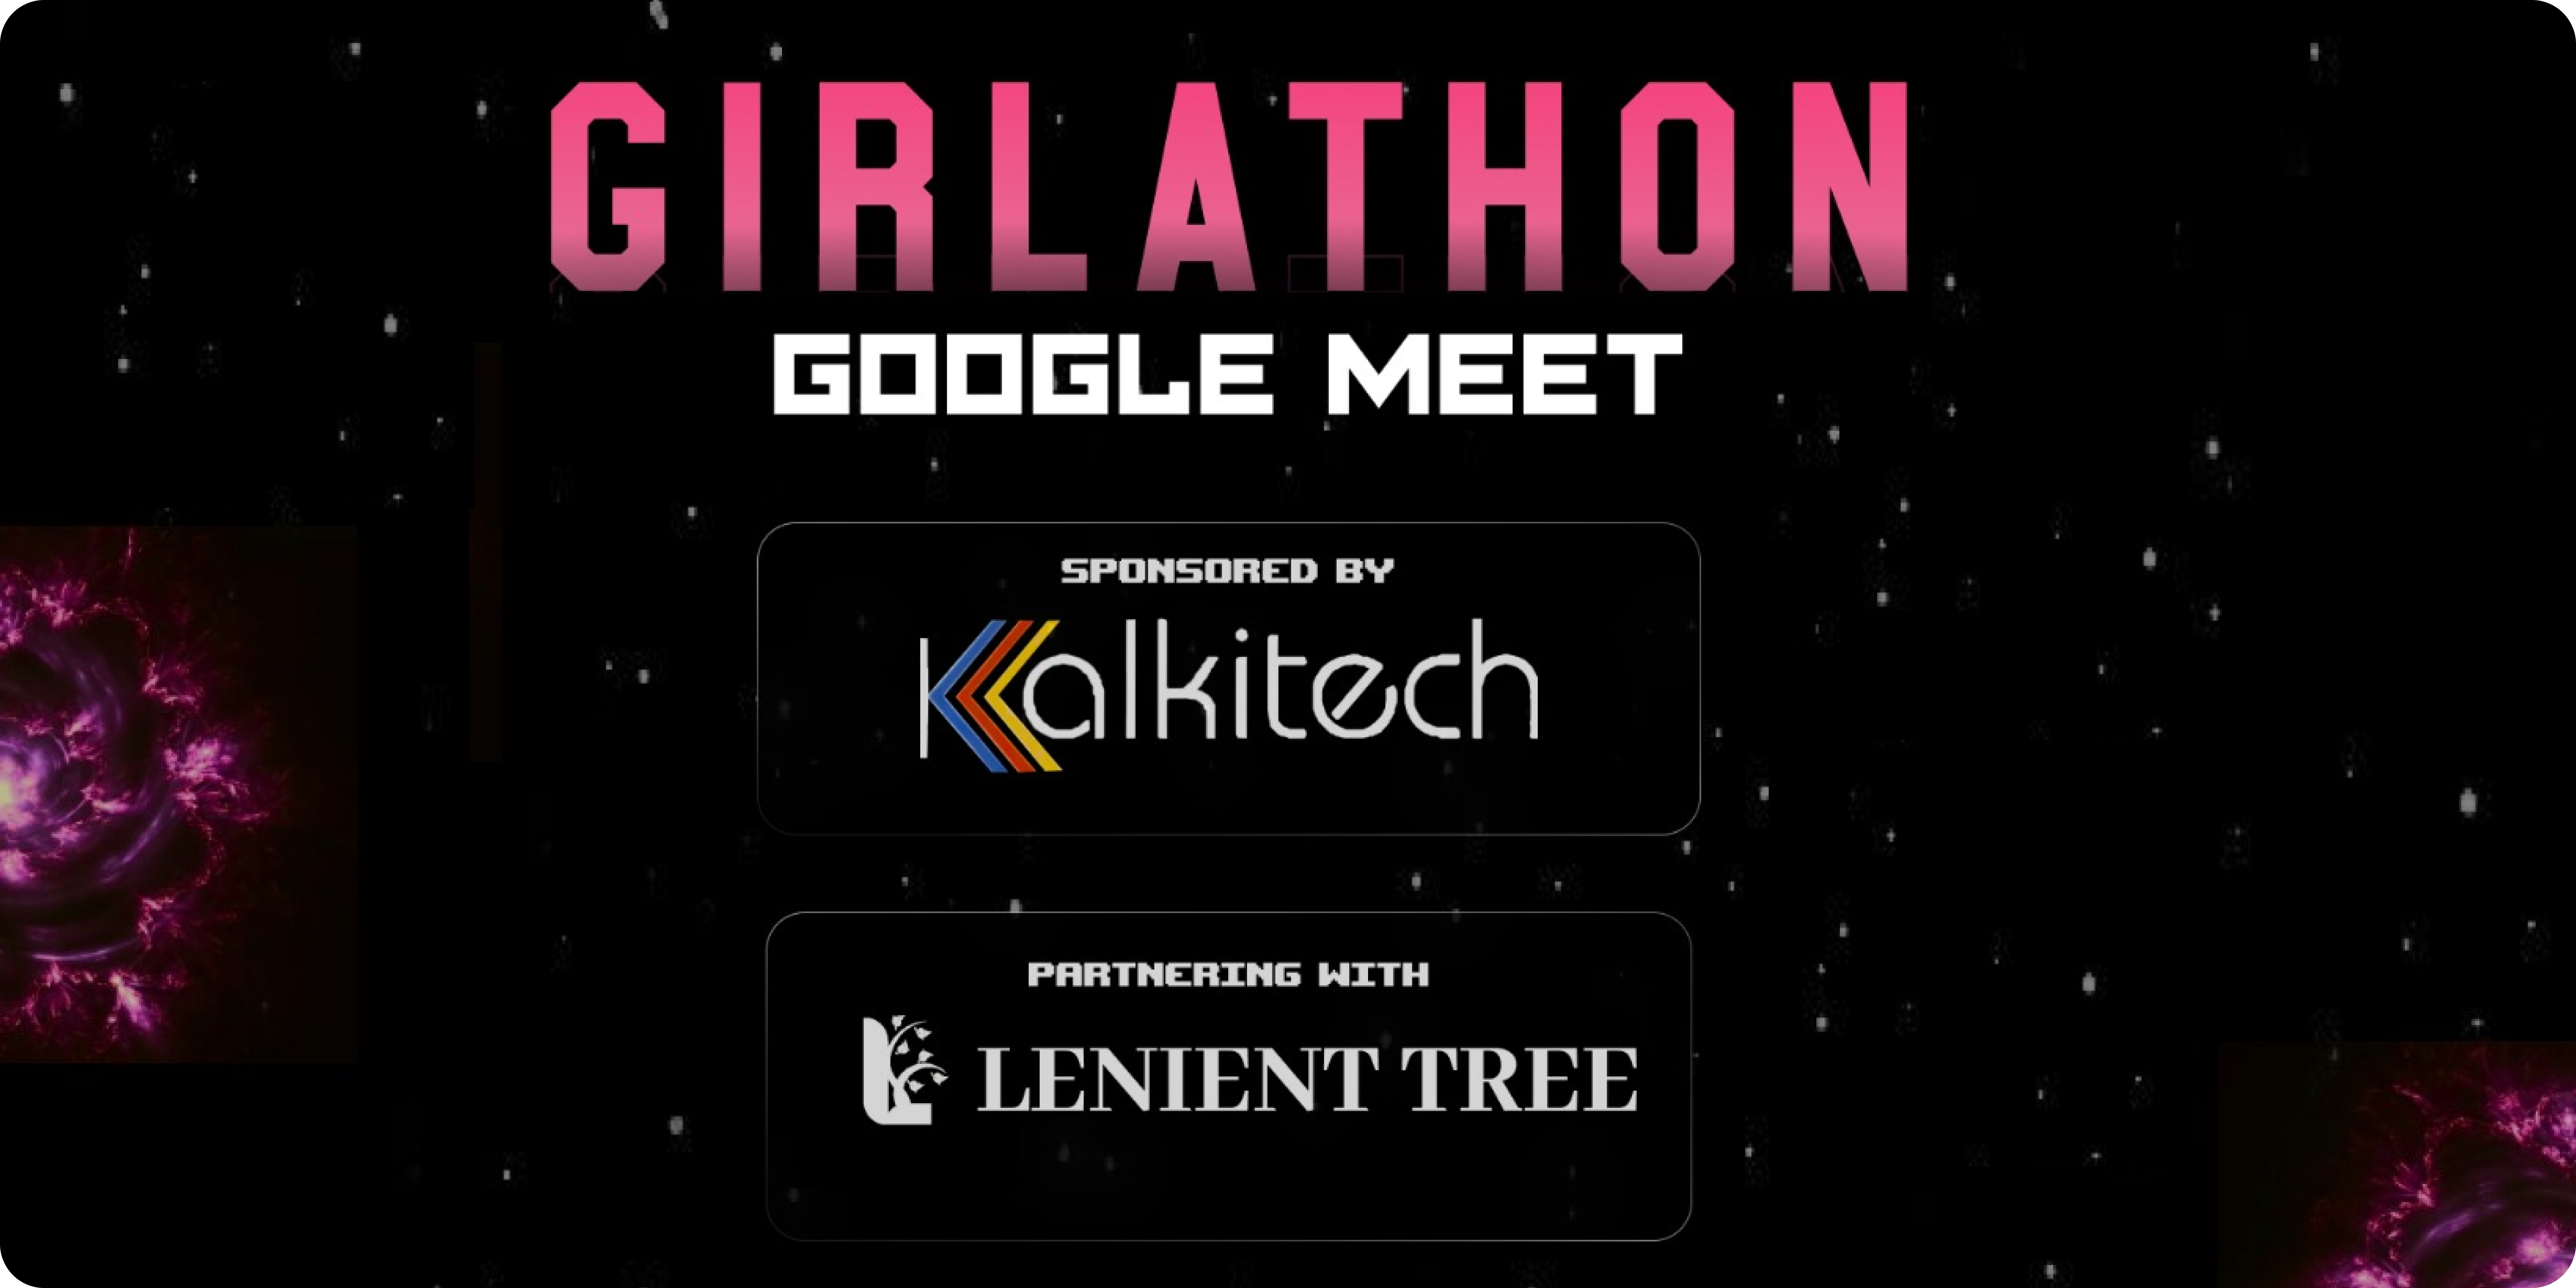 GIRLATHON
GOOGLE MEET
SPONSORED BY
Kalkitech
PARTNERING WITH
LENIENT TREE